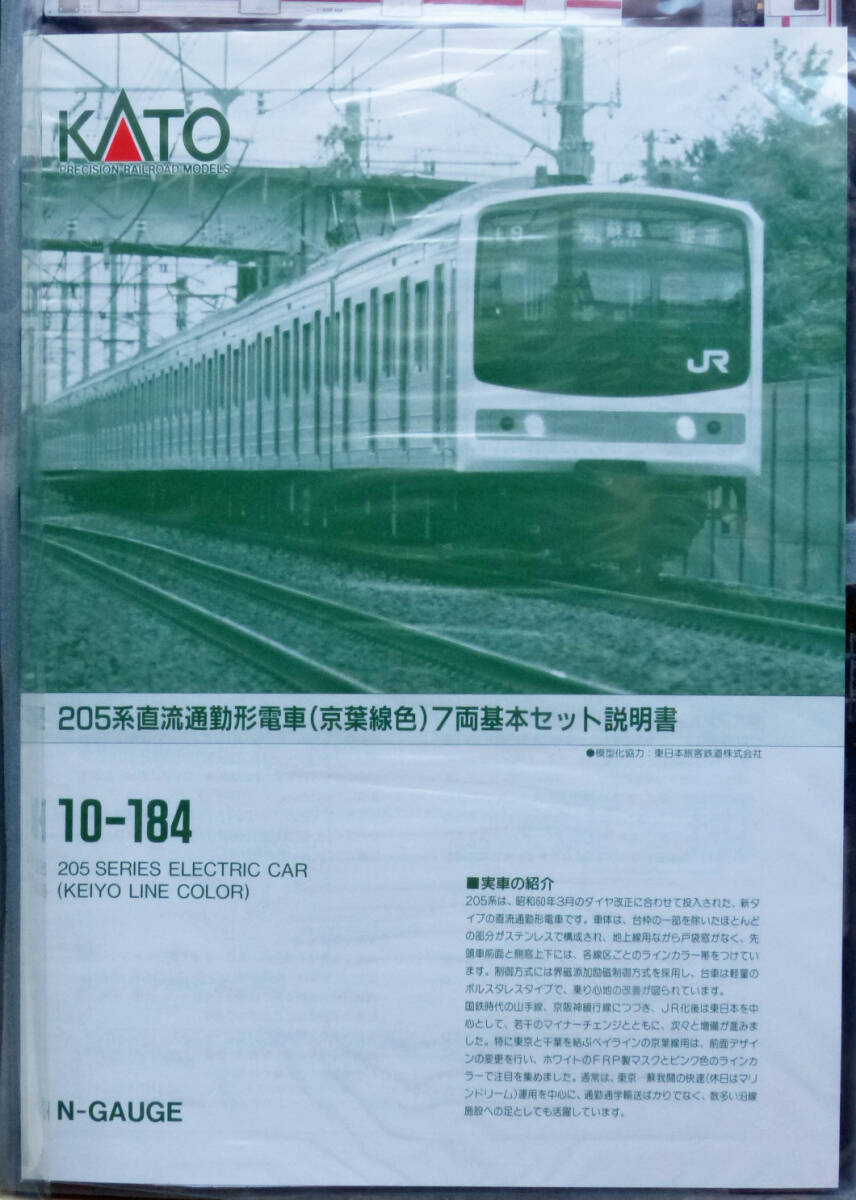 KATO
PRECISION RAILROAD MODELS
JR
205系直流通勤形電車(京葉線色)7両基本セット説明書
●模型化協力：東日本旅客鉄道株式会社
10-184
205 SERIES ELECTRIC CAR
(KEIYO LINE COLOR)
■実車の紹介
205系は、昭和60年3月のダイヤ改正に合わせて投入された、新タ
イプの直流通勤形電車です。車体は、台枠の一部を除いたほとんど
の部分がステンレスで構成され、地上線用ながら戸袋窓がなく、先
頭車前面と側窓上下には、各線区ごとのラインカラー帯をつけてい
ます。制御方式には界磁添加励磁制御方式を採用し、台車は軽量の
ボルスタレスタイプで、乗り心地の改善が図られています。
国鉄時代の山手線、京阪神緩行線につづき、JR化後は東日本を中
心として、若干のマイナーチェンジとともに、次々と増備が進みま
した。特に東京と千葉を結ぶベイラインの京葉線用は、前面デザイ
ンの変更を行い、ホワイトのFRP製マスクとピンク色のラインカ
ラーで注目を集めました。通常は、東京―蘇我間の快速(休日はマリ
ンドリーム)運用を中心に、通勤通学輸送ばかりでなく、数多い沿線
施設への足としても活躍しています。
N-GAUGE